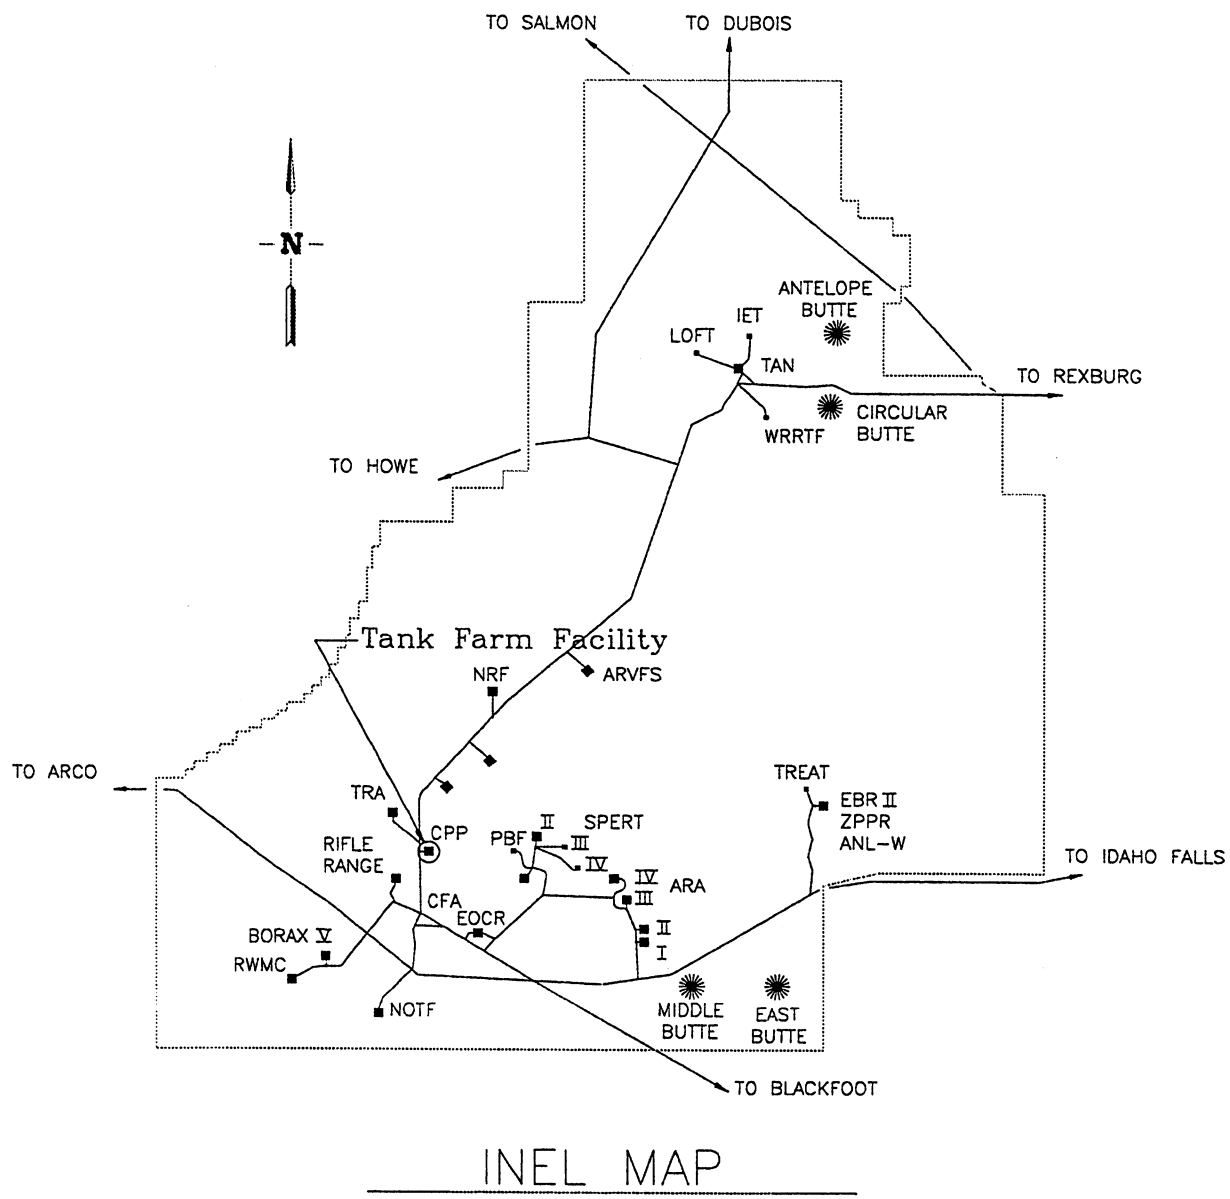 TO SALMON
TO DUBOIS
N
ANTELOPE
BUTTE
IET
LOFT
TAN
TO REXBURG
CIRCULAR
BUTTE
WRRTF
TO HOWE
Tank Farm Facility
NRF
ARVFS
TO ARCO
TREAT
TRA
EBR II
ZPPR
ANL-W
CPP
II
SPERT
PBF
III
IV
RIFLE
RANGE
TO IDAHO FALLS
IV
ARA
III
CFA
EOCR
II
I
BORAX V
RWMC
NOTF
MIDDLE
BUTTE
EAST
BUTTE
TO BLACKFOOT
INEL MAP